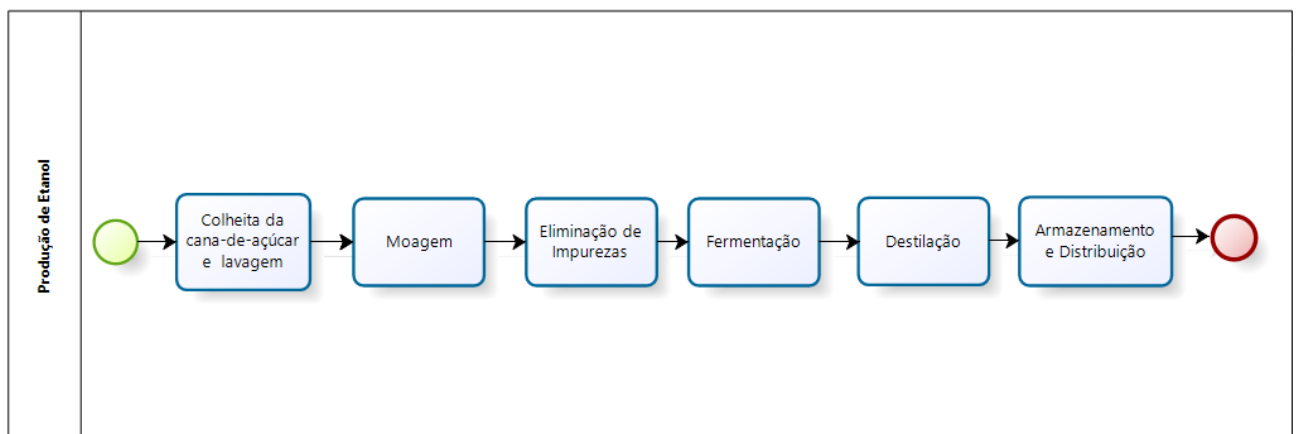 Produção de Etanol
Colheita da
cana-de-açúcar
e lavagem
Moagem
Eliminação de
Impurezas
Fermentação
Destilação
Armazenamento
e Distribuição